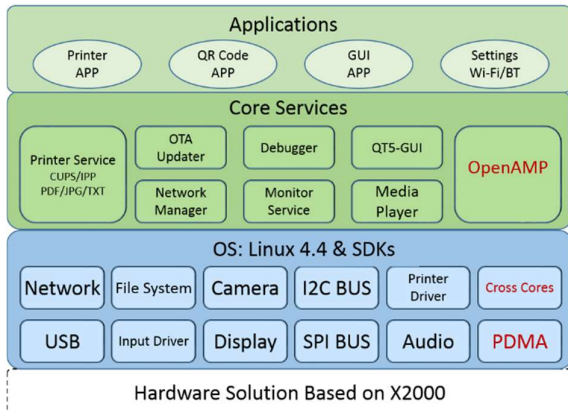 Applications
Printer
APP
QR Code
APP
GUI
APP
Settings
Wi-Fi/BT
Core Services
Printer Service
CUPS/IPP
PDF/JPG/TXT
OTA
Updater
Debugger
QT5-GUI
OpenAMP
Network
Manager
Monitor
Service
Media
Player
OS: Linux 4.4 & SDKs
Network
File System
Camera
I2C BUS
Printer
Driver
Cross Cores
USB
Input Driver
Display
SPI BUS
Audio
PDMA
Hardware Solution Based on X2000